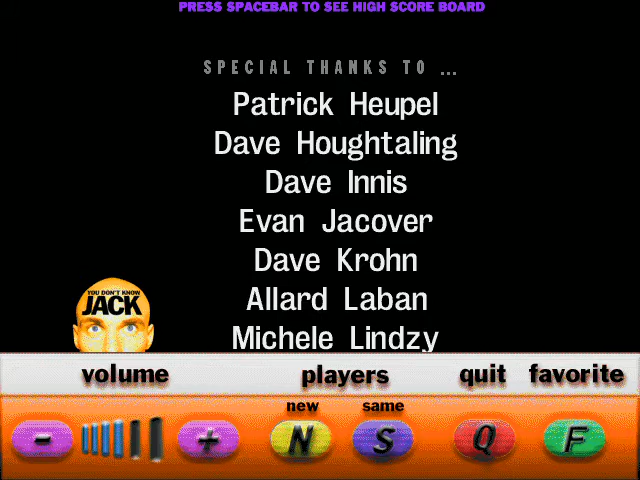 PRESS SPACEBAR TO SEE HIGH SCORE BOARD
SPECIAL THANKS TO ...
Patrick Heupel
Dave Houghtaling
Dave Innis
Evan Jacover
Dave Krohn
Allard Laban
Michele Lindzy
YOU DON'T KNOW
JACK
volume players quit favorite
new same
- + N S Q F